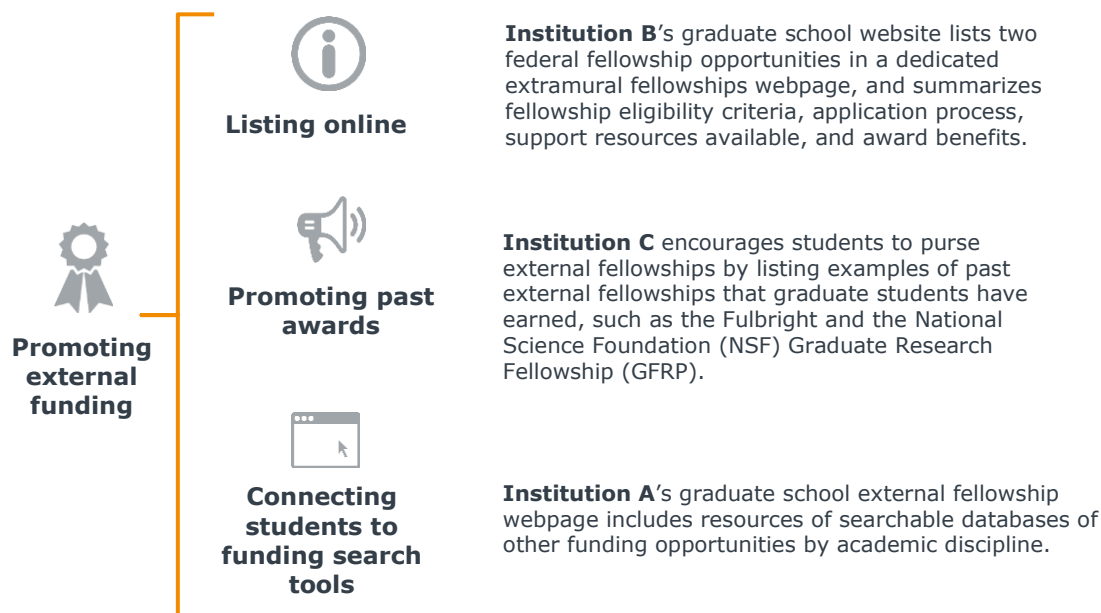 Promoting
external
funding
Listing online
Institution B's graduate school website lists two
federal fellowship opportunities in a dedicated
extramural fellowships webpage, and summarizes
fellowship eligibility criteria, application process,
support resources available, and award benefits.
Promoting past
awards
Institution C encourages students to purse
external fellowships by listing examples of past
external fellowships that graduate students have
earned, such as the Fulbright and the National
Science Foundation (NSF) Graduate Research
Fellowship (GFRP).
Connecting
students to
funding search
tools
Institution A's graduate school external fellowship
webpage includes resources of searchable databases of
other funding opportunities by academic discipline.